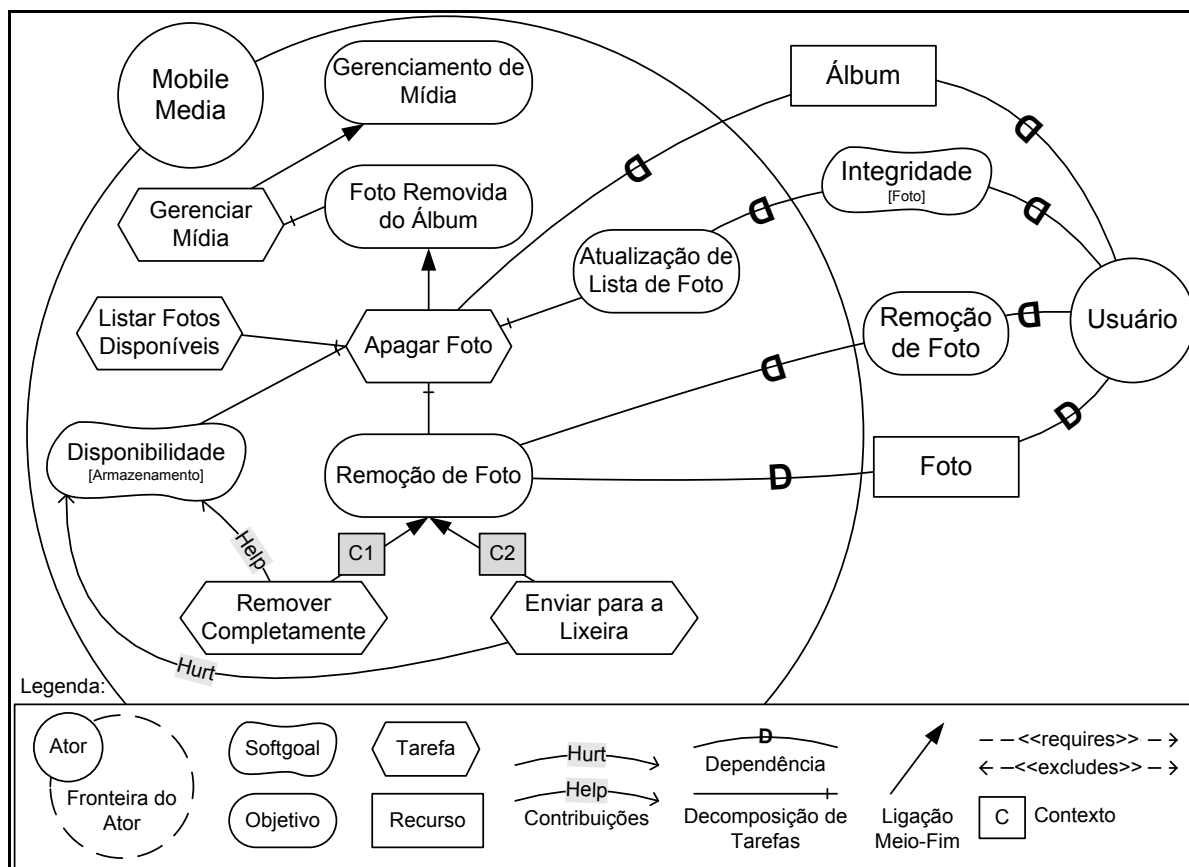 Mobile
Media
Gerenciamento de
Mídia
Álbum
D
D
Integridade
[Foto]
D
D
Foto Removida
do Álbum
Gerenciar
Mídia
Atualização de
Lista de Foto
Listar Fotos
Disponíveis
Apagar Foto
Remoção
de Foto
D
D
Usuário
Disponibilidade
[Armazenamento]
Remoção de Foto
D
Foto
D
Help
C1
C2
Remover
Completamente
Enviar para a
Lixeira
Hurt
Legenda:
Ator
Fronteira do
Ator
Softgoal
Objetivo
Tarefa
Recurso
Hurt
Help
Contribuições
D
Dependência
Decomposição de
Tarefas
Ligação
Meio-Fim
<<requires>>
<<excludes>>
C
Contexto